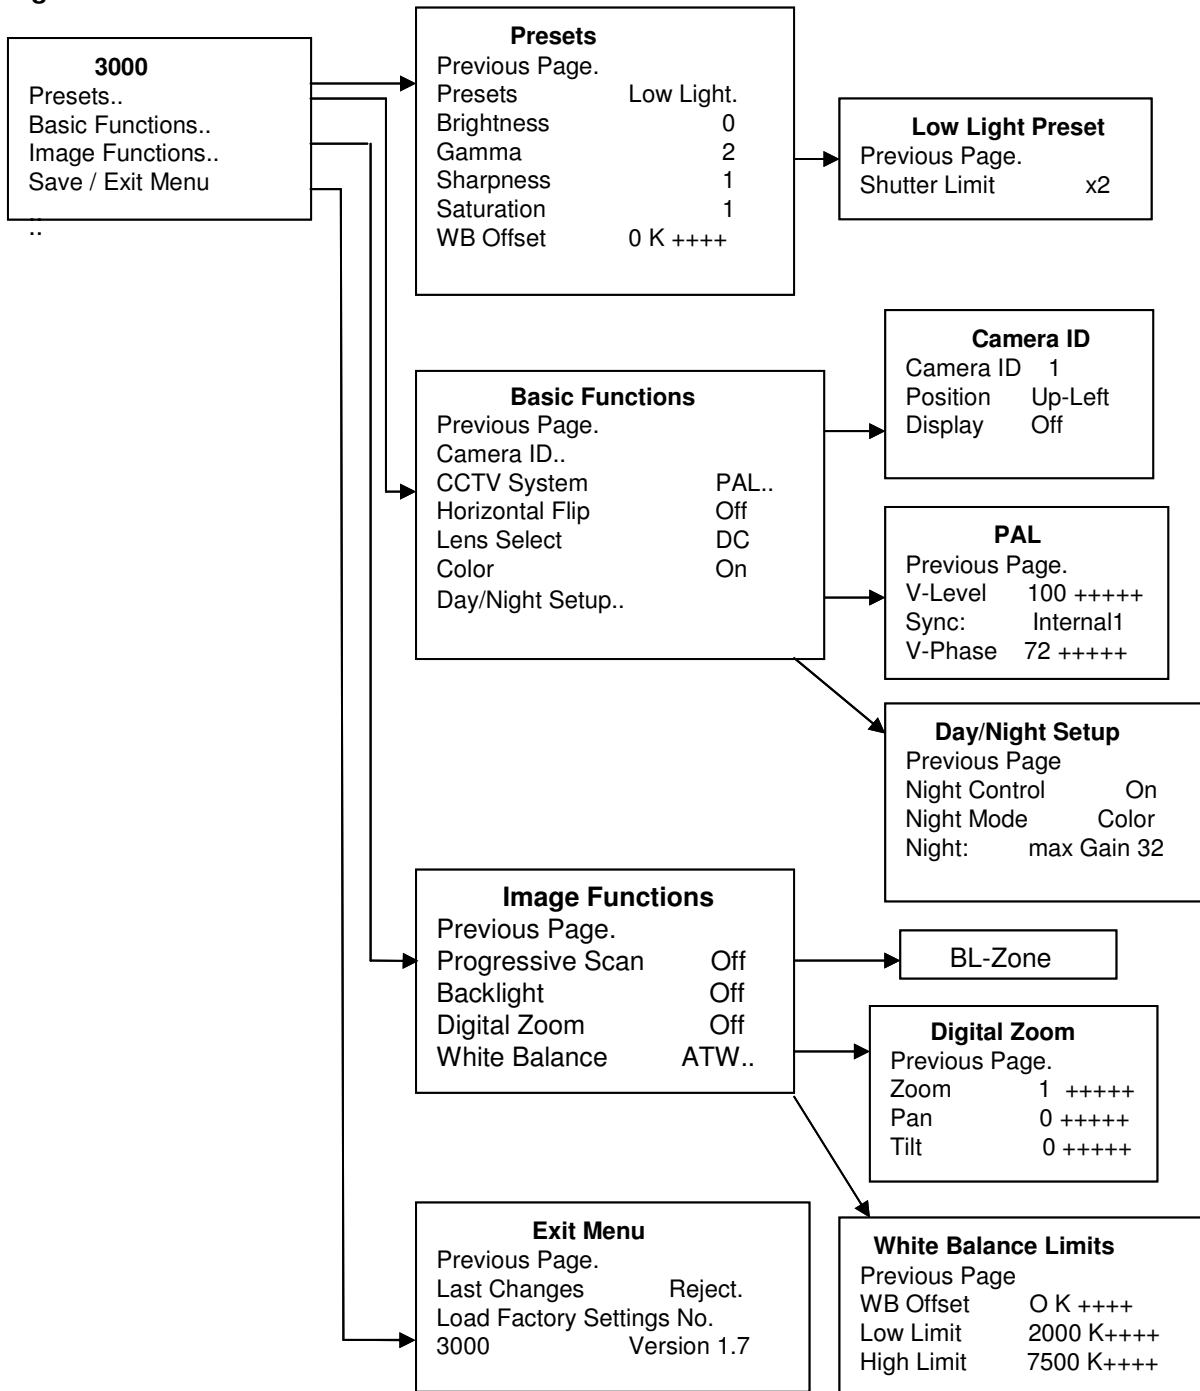 3000
Presets..
Basic Functions..
Image Functions..
Save / Exit Menu
..
..
Presets
Previous Page.
Presets Low Light.
Brightness 0
Gamma 2
Sharpness 1
Saturation 1
WB Offset 0 K ++++
Low Light Preset
Previous Page.
Shutter Limit x2
Basic Functions
Previous Page.
Camera ID..
CCTV System PAL..
Horizontal Flip Off
Lens Select DC
Color On
Day/Night Setup..
Camera ID
Camera ID 1
Position Up-Left
Display Off
PAL
Previous Page.
V-Level 100 +++++
Sync: Internal1
V-Phase 72 +++++
Day/Night Setup
Previous Page
Night Control On
Night Mode Color
Night: max Gain 32
Image Functions
Previous Page.
Progressive Scan Off
Backlight Off
Digital Zoom Off
White Balance ATW..
BL-Zone
Digital Zoom
Previous Page.
Zoom 1 +++++
Pan 0 +++++
Tilt 0 +++++
Exit Menu
Previous Page.
Last Changes Reject.
Load Factory Settings No.
3000 Version 1.7
White Balance Limits
Previous Page
WB Offset O K ++++
Low Limit 2000 K++++
High Limit 7500 K++++